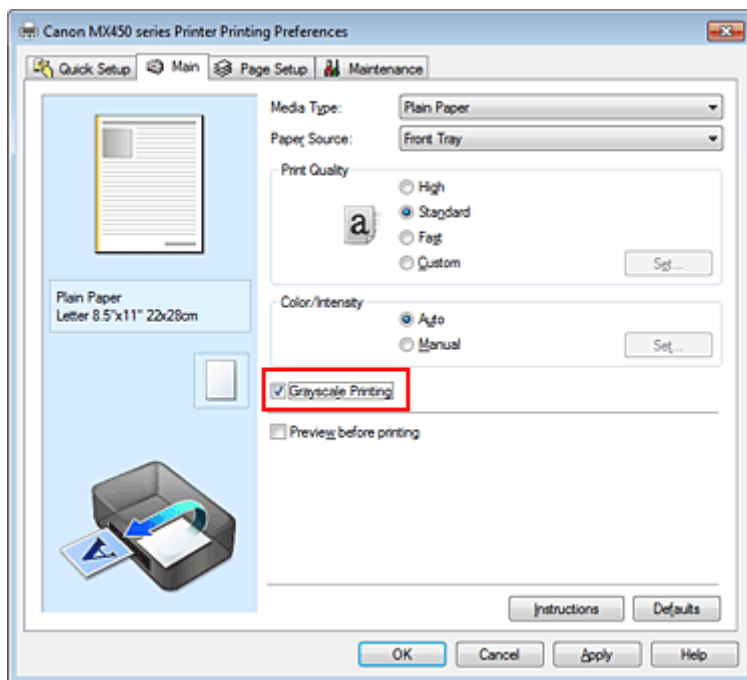 Canon MX450 series Printer Printing Preferences
Quick Setup Main Page Setup Maintenance
Media Type: Plain Paper
Paper Source: Front Tray
Print Quality
High
Standard
Fast
Custom Set...
a
Plain Paper
Letter 8.5"x11" 22x28cm
Color/Intensity
Auto
Manual Set...
Grayscale Printing
Preview before printing
A
Instructions Defaults
OK Cancel Apply Help